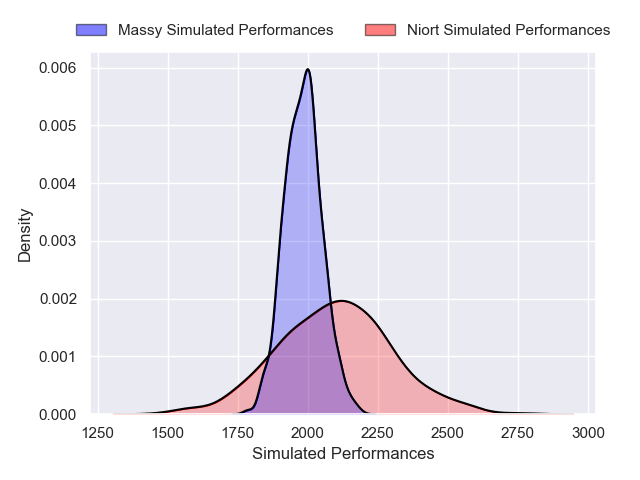 Massy Simulated Performances Niort Simulated Performances
0.006
0.005
0.004
0.003
0.002
0.001
0.000
Density
1250 1500 1750 2000 2250 2500 2750 3000
Simulated Performances